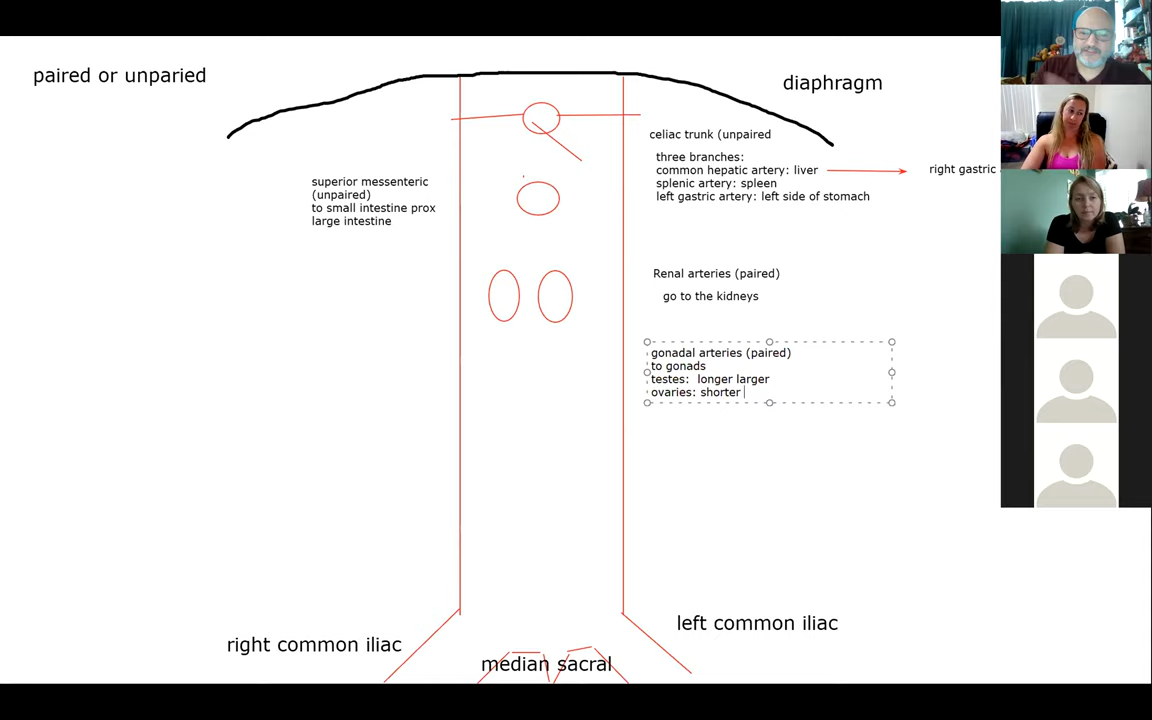 paired or unparied
diaphragm
celiac trunk (unpaired
three branches:
common hepatic artery: liver
right gastric
splenic artery: spleen
left gastric artery: left side of stomach
superior messenteric
(unpaired)
to small intestine prox
large intestine
Renal arteries (paired)
go to the kidneys
gonadal arteries (paired)
to gonads
testes: longer larger
ovaries: shorter
left common iliac
right common iliac
median sacral